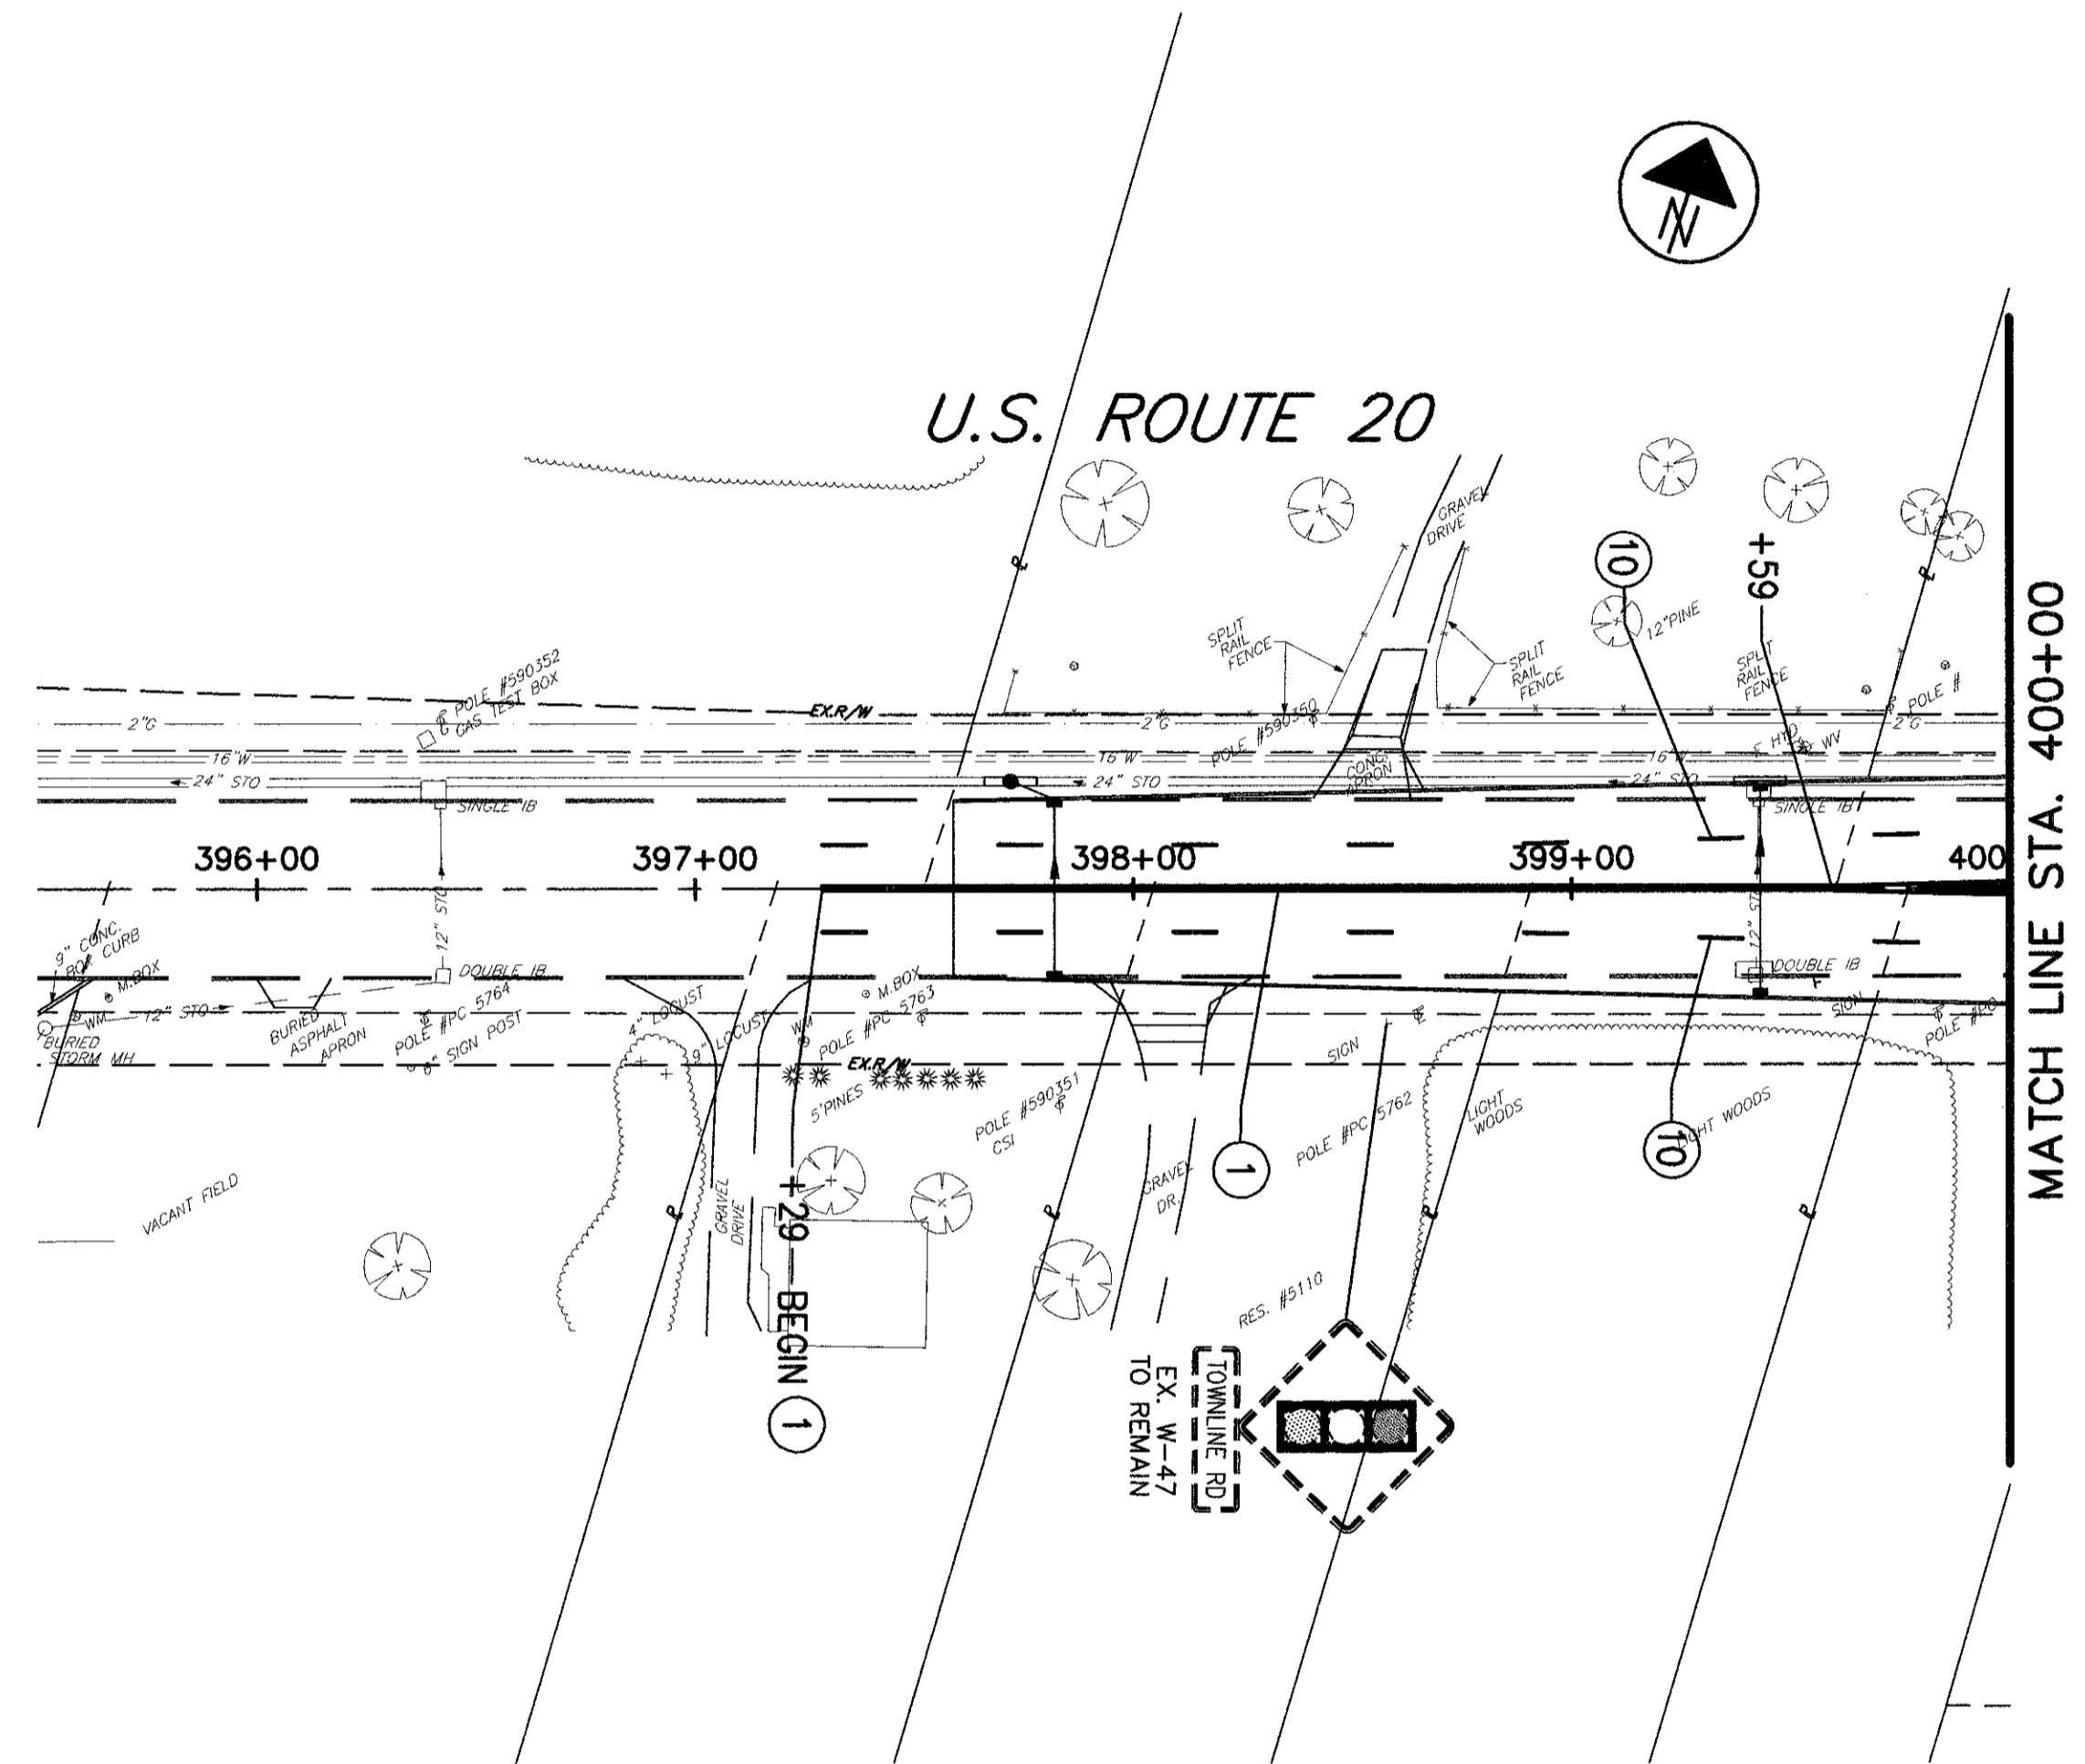 N
U.S. ROUTE 20
GRAVEL
DRIVE
10
+59
12"PINE
SPLIT
RAIL
FENCE
SPLIT
RAIL
FENCE
SPLIT
RAIL
FENCE
POLE #590352
GAS TEST BOX
EX.R/W
POLE #590350
POLE #
2"G
2"G
2"G
HYD
WV
16"W
16"W
16"W
24" STO
24" STO
24" STO
CONC.
APRON
SINGLE IB
SINGLE IB
396+00
397+00
398+00
399+00
400
MATCH LINE STA. 400+00
12" STO
12" STO
9" CONC.
BOX CURB
M.BOX
DOUBLE IB
DOUBLE IB
WM
12" STO
BURIED
STORM MH
BURIED
ASPHALT
APRON
POLE #PC 5764
6" SIGN POST
4" LOCUST
9" LOCUST
WM
M.BOX
POLE #PC 5763
EX.R/W
5'PINES
SIGN
SIGN
POLE #PC
POLE #590351
CSI
POLE #PC 5762
LIGHT
WOODS
LIGHT WOODS
10
1
VACANT FIELD
GRAVEL
DRIVE
GRAVEL
DR.
+29 BEGIN 1
RES. #5110
TOWNLINE RD
EX. W-47
TO REMAIN